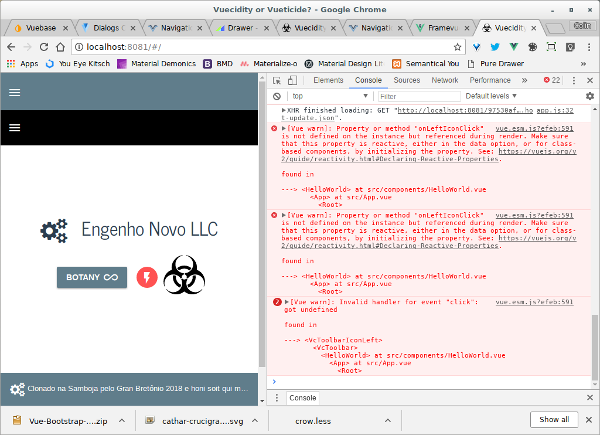 Vuecidity or Vueticide? - Google Chrome
Vuebase
Dialogs
Navigati
Drawer -
Vuecidity
Navigati
Framewo
Vuecidity
Colin
localhost:8081/#/
Apps
You Eye Kitsch
Material Demonics
BMD
Materialize-o
Material Design Lit
Semantical You
Pure Drawer
»
Elements
Console
Sources
Network
Performance
»
22
top
Filter
Default levels
XHR finished loading: GET "http://localhost:8081/97530af….ho
app.js:32
t-update.json".
[Vue warn]: Property or method "onLeftIconClick"
vue.esm.js?efeb:591
is not defined on the instance but referenced during render. Make sure
that this property is reactive, either in the data option, or for class-
based components, by initializing the property. See: https://vuejs.org/v
2/guide/reactivity.html#Declaring-Reactive-Properties.
found in
---> <HelloWorld> at src/components/HelloWorld.vue
<App> at src/App.vue
<Root>
[Vue warn]: Property or method "onLeftIconClick"
vue.esm.js?efeb:591
is not defined on the instance but referenced during render. Make sure
that this property is reactive, either in the data option, or for class-
based components, by initializing the property. See: https://vuejs.org/v
2/guide/reactivity.html#Declaring-Reactive-Properties.
found in
---> <HelloWorld> at src/components/HelloWorld.vue
<App> at src/App.vue
<Root>
2
[Vue warn]: Invalid handler for event "click":
vue.esm.js?efeb:591
got undefined
found in
---> <VcToolbarIconLeft>
<VcToolbar>
<HelloWorld> at src/components/HelloWorld.vue
<App> at src/App.vue
<Root>
Engenho Novo LLC
BOTANY
Clonado na Samboja pelo Gran Bretônio 2018 e honi soit qui m...
Console
Vue-Bootstrap-....zip
cathar-crucigra....svg
crow.less
Show all